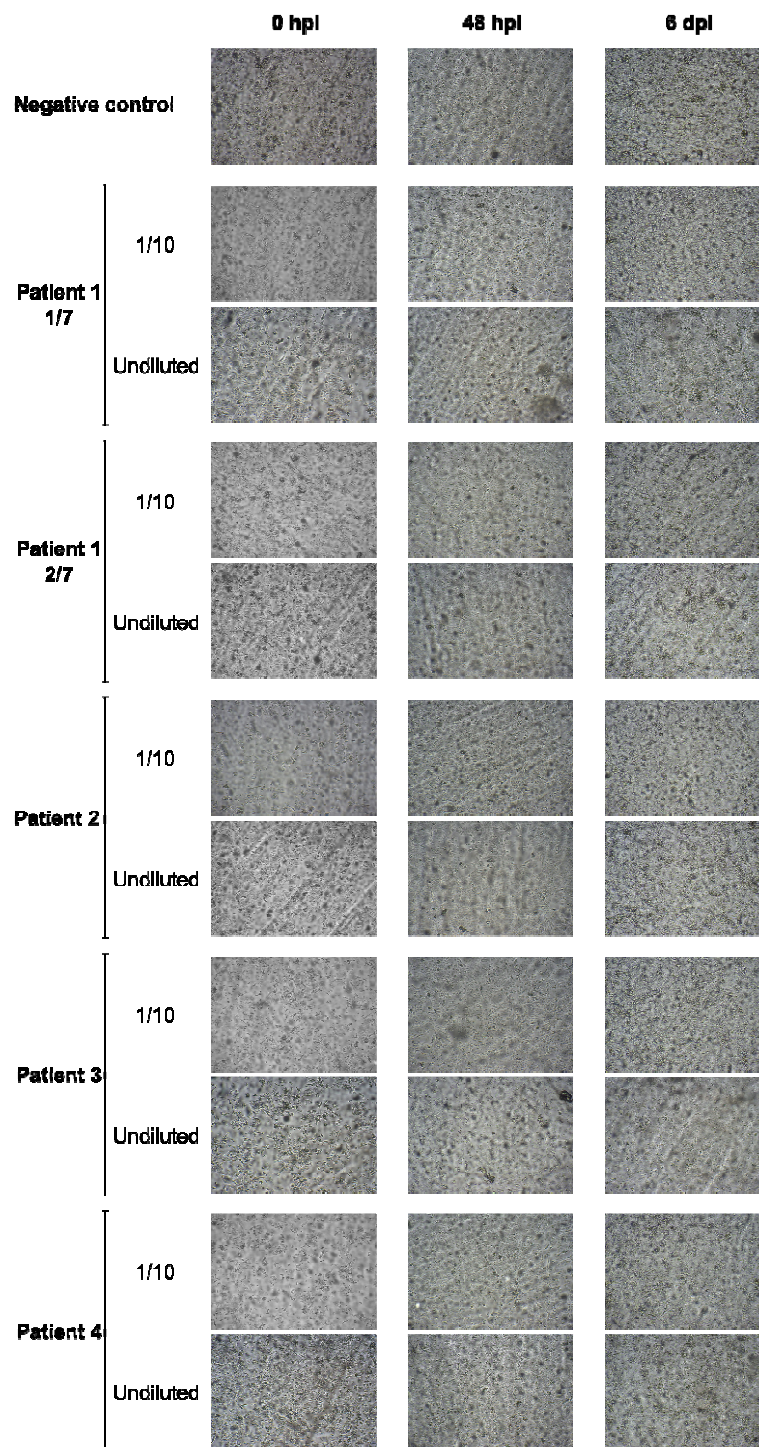 0 hpi 48 hpi 6 dpi
Negative control
1/10
Patient 1
1/7
Undiluted
1/10
Patient 1
2/7
Undiluted
1/10
Patient 2
Undiluted
1/10
Patient 3
Undiluted
1/10
Patient 4
Undiluted